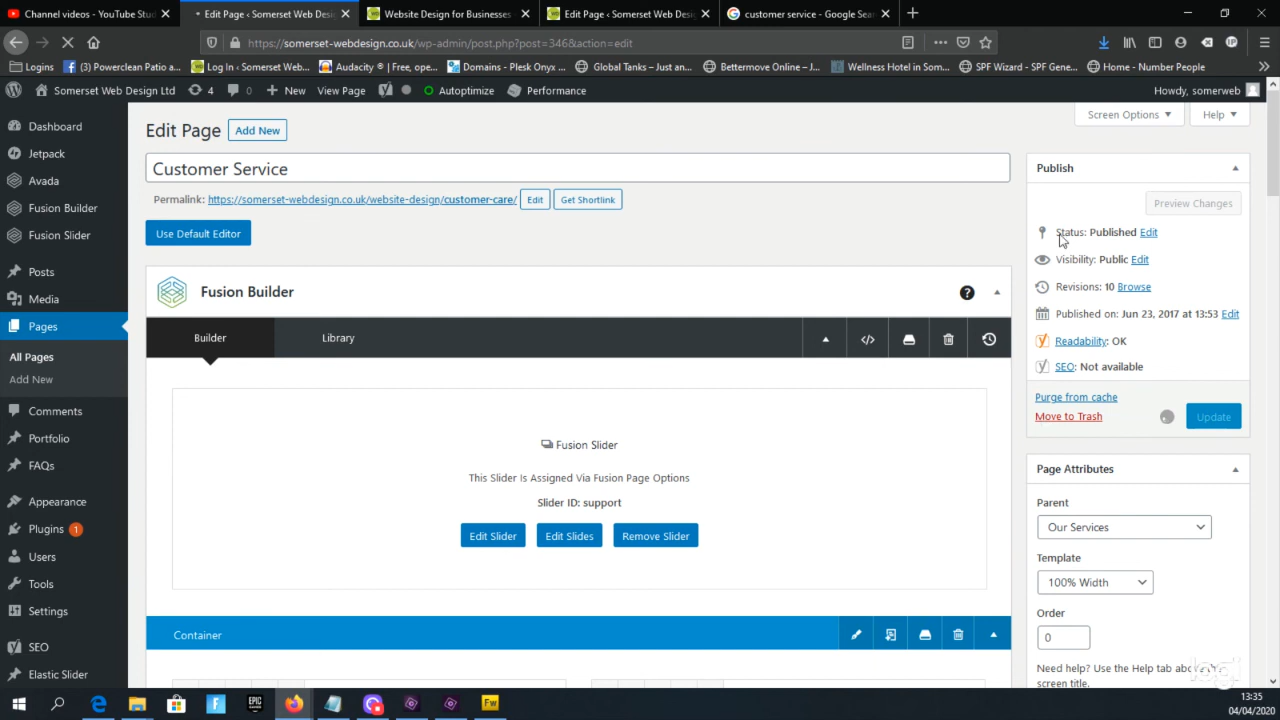 Channel videos - YouTube Stud
Edit Page ‹ Somerset Web Desi
Website Design for Businesses
Edit Page ‹ Somerset Web Desi
customer service - Google Sea
https://somerset-webdesign.co.uk/wp-admin/post.php?post=346&action=edit
Logins
(3) Powerclean Patio a...
Log In ‹ Somerset Web...
Audacity ® | Free, ope...
Domains - Plesk Onyx ...
Global Tanks – Just an...
Bettermove Online – J...
Wellness Hotel in Som...
SPF Wizard - SPF Gene...
Home - Number People
Somerset Web Design Ltd
4
0
New
View Page
Autoptimize
Performance
Howdy, someweb
Dashboard
Jetpack
Avada
Fusion Builder
Fusion Slider
Posts
Media
Pages
All Pages
Add New
Comments
Portfolio
FAQs
Appearance
Plugins 1
Users
Tools
Settings
SEO
Elastic Slider
Screen Options
Help
Edit Page
Add New
Customer Service
Permalink: https://somerset-webdesign.co.uk/website-design/customer-care/
Edit
Get Shortlink
Use Default Editor
Fusion Builder
?
Builder
Library
</>
Fusion Slider
This Slider Is Assigned Via Fusion Page Options
Slider ID: support
Edit Slider
Edit Slides
Remove Slider
Container
Publish
Preview Changes
Status: Published Edit
Visibility: Public Edit
Revisions: 10 Browse
Published on: Jun 23, 2017 at 13:53 Edit
Readability: OK
SEO: Not available
Purge from cache
Move to Trash
Update
Page Attributes
Parent
Our Services
Template
100% Width
Order
0
Need help? Use the Help tab above the
screen title.
Fw
13:35
04/04/2020